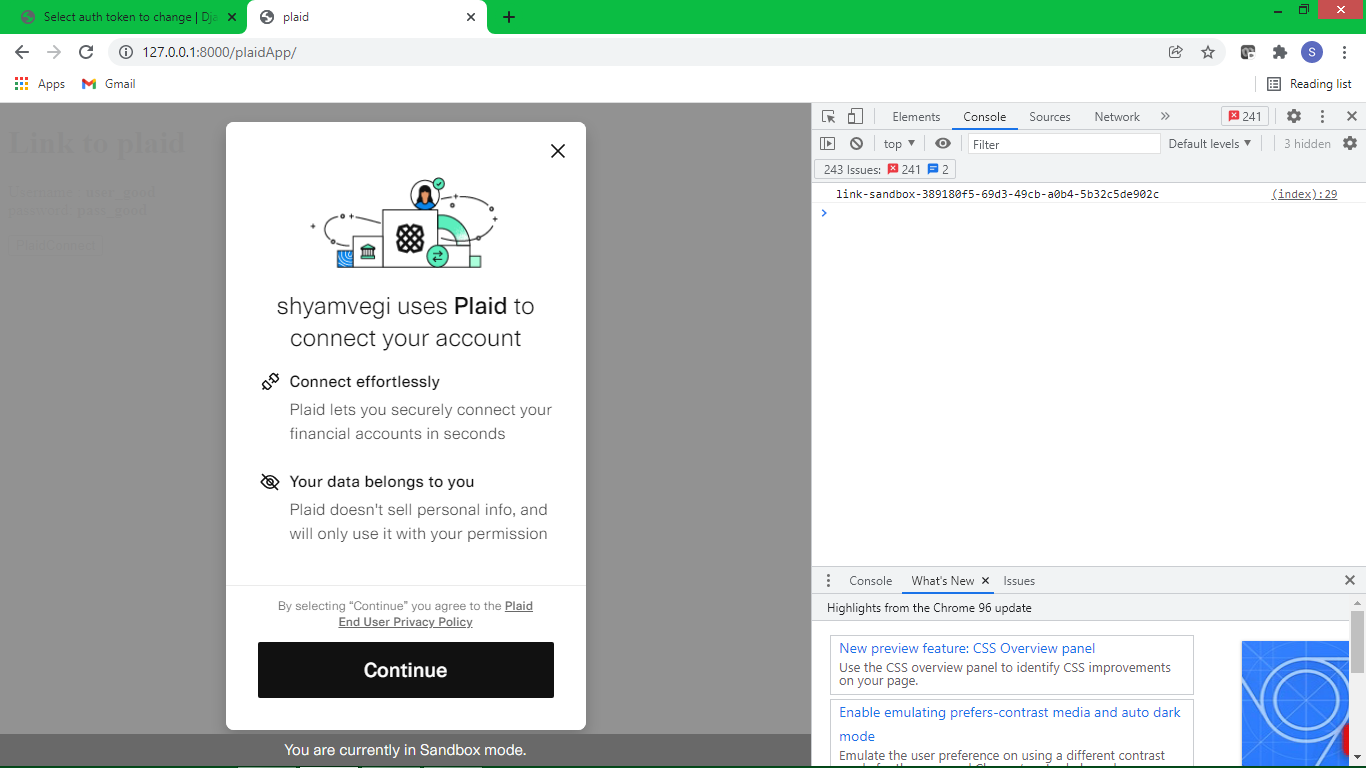 Select auth token to change | Dja
plaid
127.0.0.1:8000/plaidApp/
S
Apps
Gmail
Reading list
Link to plaid
Username: user_good
password: pass_good
PlaidConnect
shyamvegi uses Plaid to
connect your account
Connect effortlessly
Plaid lets you securely connect your
financial accounts in seconds
Your data belongs to you
Plaid doesn't sell personal info, and
will only use it with your permission
By selecting “Continue” you agree to the Plaid
End User Privacy Policy
Continue
You are currently in Sandbox mode.
Elements
Console
Sources
Network
241
top
Filter
Default levels
3 hidden
243 Issues:
241
2
link-sandbox-389180f5-69d3-49cb-a0b4-5b32c5de902c
(index):29
Console
What's New
Issues
Highlights from the Chrome 96 update
New preview feature: CSS Overview panel
Use the CSS overview panel to identify CSS improvements
on your page.
Enable emulating prefers-contrast media and auto dark
mode
Emulate the user preference on using a different contrast